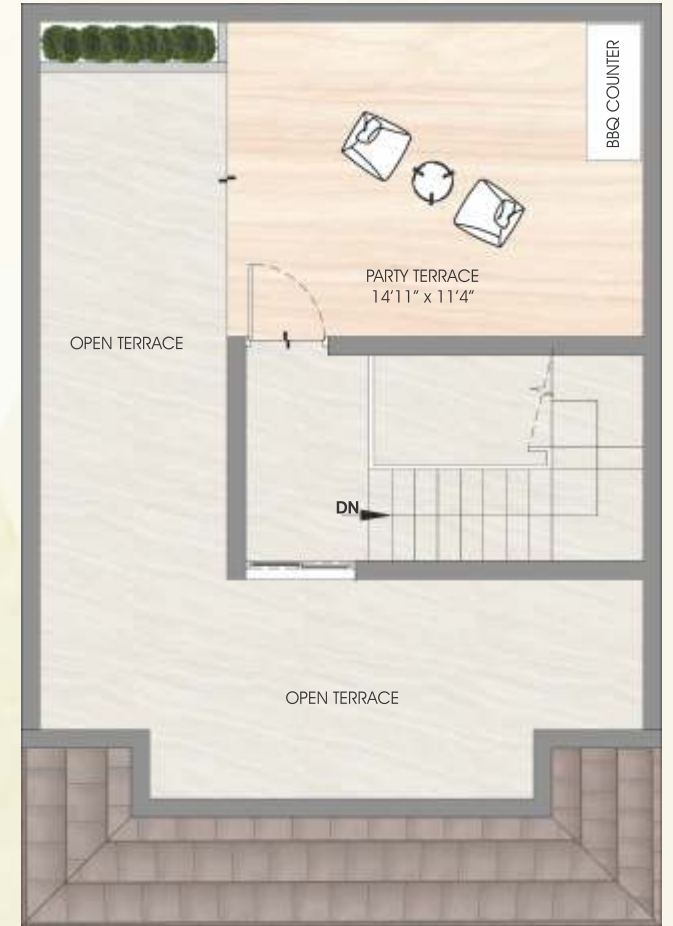 BBQ COUNTER
PARTY TERRACE
14'11" x 11'4"
OPEN TERRACE
DN
OPEN TERRACE